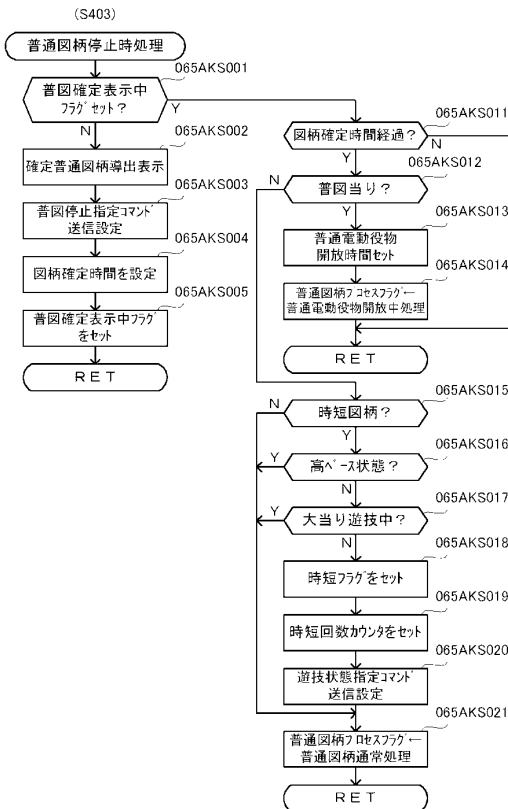 (S403)
普通図柄停止時処理
065AKS001
普図確定表示中
フラグセット？
Y
N
065AKS002
確定普通図柄導出表示
065AKS003
普図停止指定コマンド
送信設定
065AKS004
図柄確定時間を設定
065AKS005
普図確定表示中フラグ
をセット
RET
065AKS011
図柄確定時間経過？
N
Y
065AKS012
N
普図当り？
Y
065AKS013
普通電動役物
開放時間セット
065AKS014
普通図柄プロセスフラグ←
普通電動役物開放中処理
RET
065AKS015
N
時短図柄？
Y
065AKS016
Y
高ベース状態？
N
065AKS017
Y
大当り遊技中？
N
065AKS018
時短フラグをセット
065AKS019
時短回数カウンタをセット
065AKS020
遊技状態指定コマンド
送信設定
065AKS021
普通図柄プロセスフラグ←
普通図柄通常処理
RET